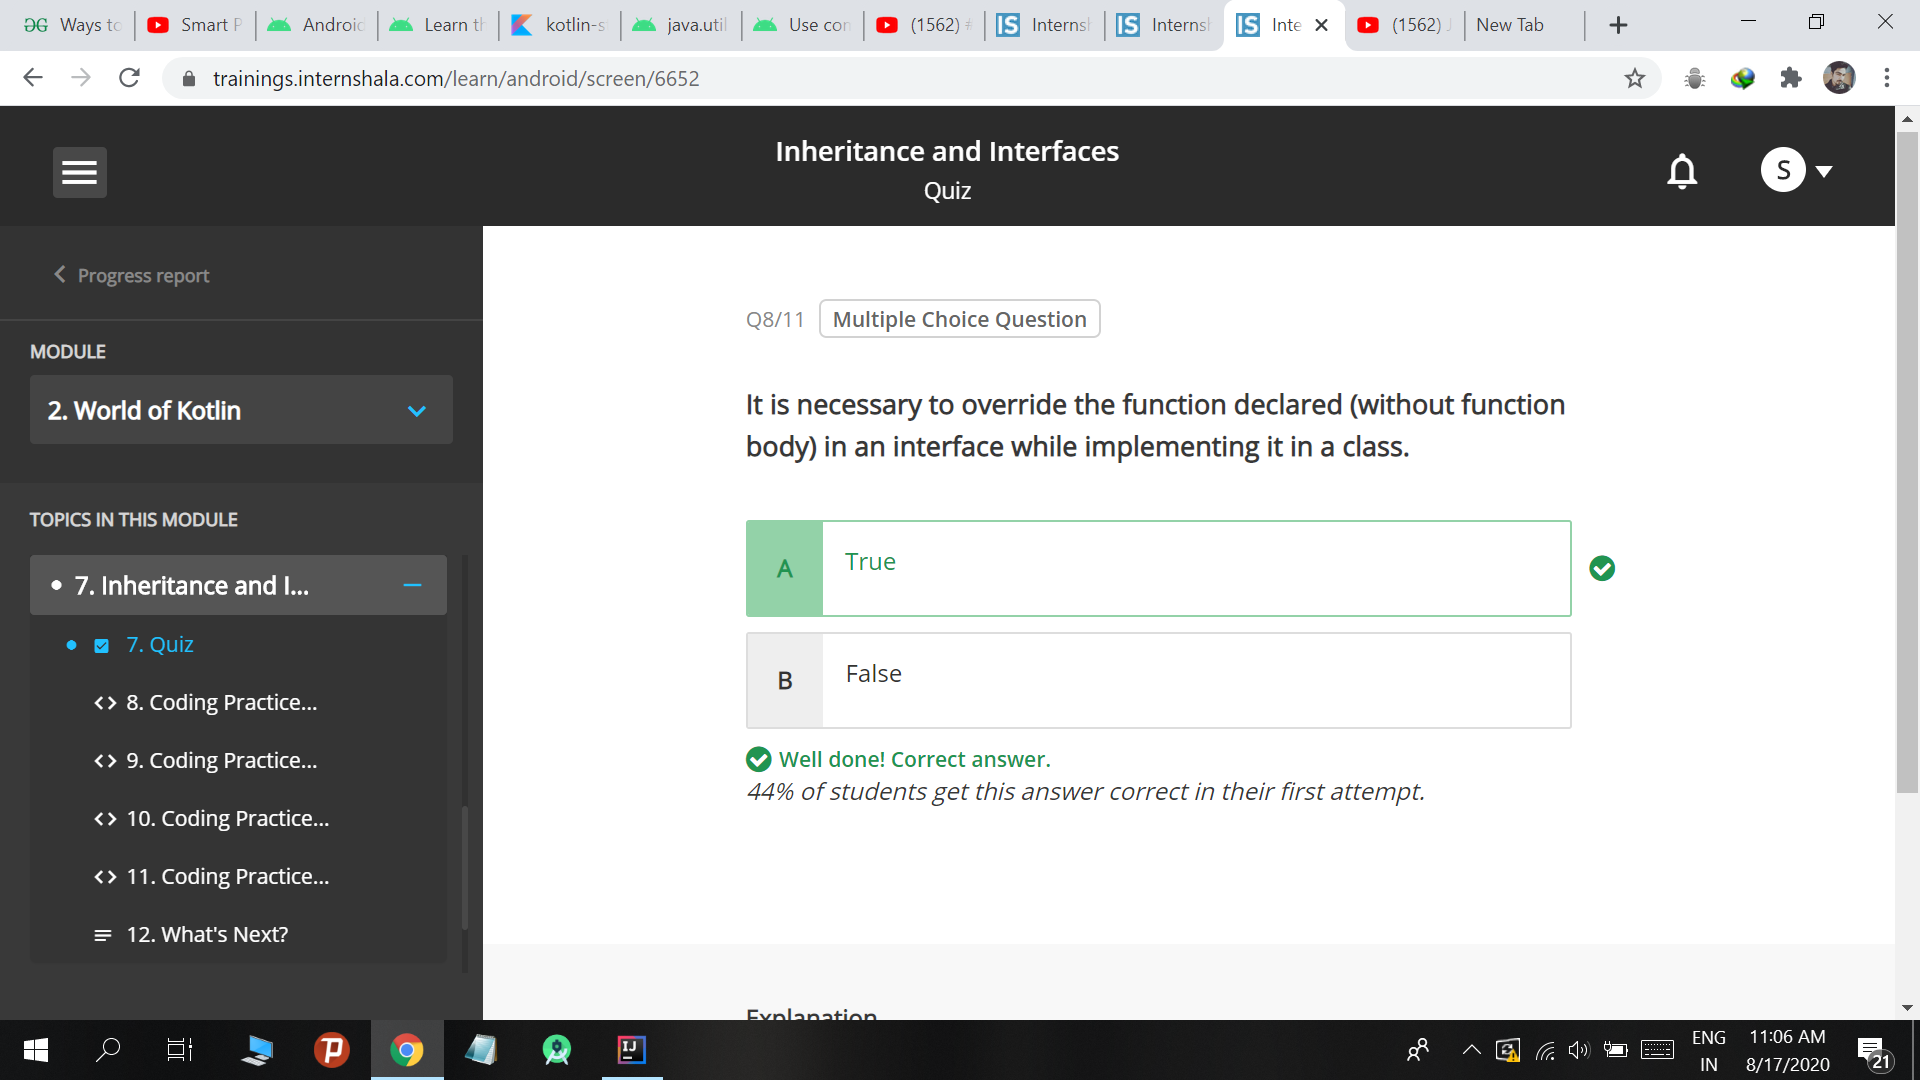 Ways to
Smart P
Android
Learn th
kotlin-s
java.util
Use con
(1562)
Internsh
Internsh
Inte
(1562)
New Tab
trainings.internshala.com/learn/android/screen/6652
Inheritance and Interfaces
Quiz
S
Progress report
MODULE
2. World of Kotlin
TOPICS IN THIS MODULE
7. Inheritance and I...
7. Quiz
8. Coding Practice...
9. Coding Practice...
10. Coding Practice...
11. Coding Practice...
12. What's Next?
Q8/11
Multiple Choice Question
It is necessary to override the function declared (without function
body) in an interface while implementing it in a class.
A
True
B
False
Well done! Correct answer.
44% of students get this answer correct in their first attempt.
Explanation
IJ
ENG
IN
11:06 AM
8/17/2020
21